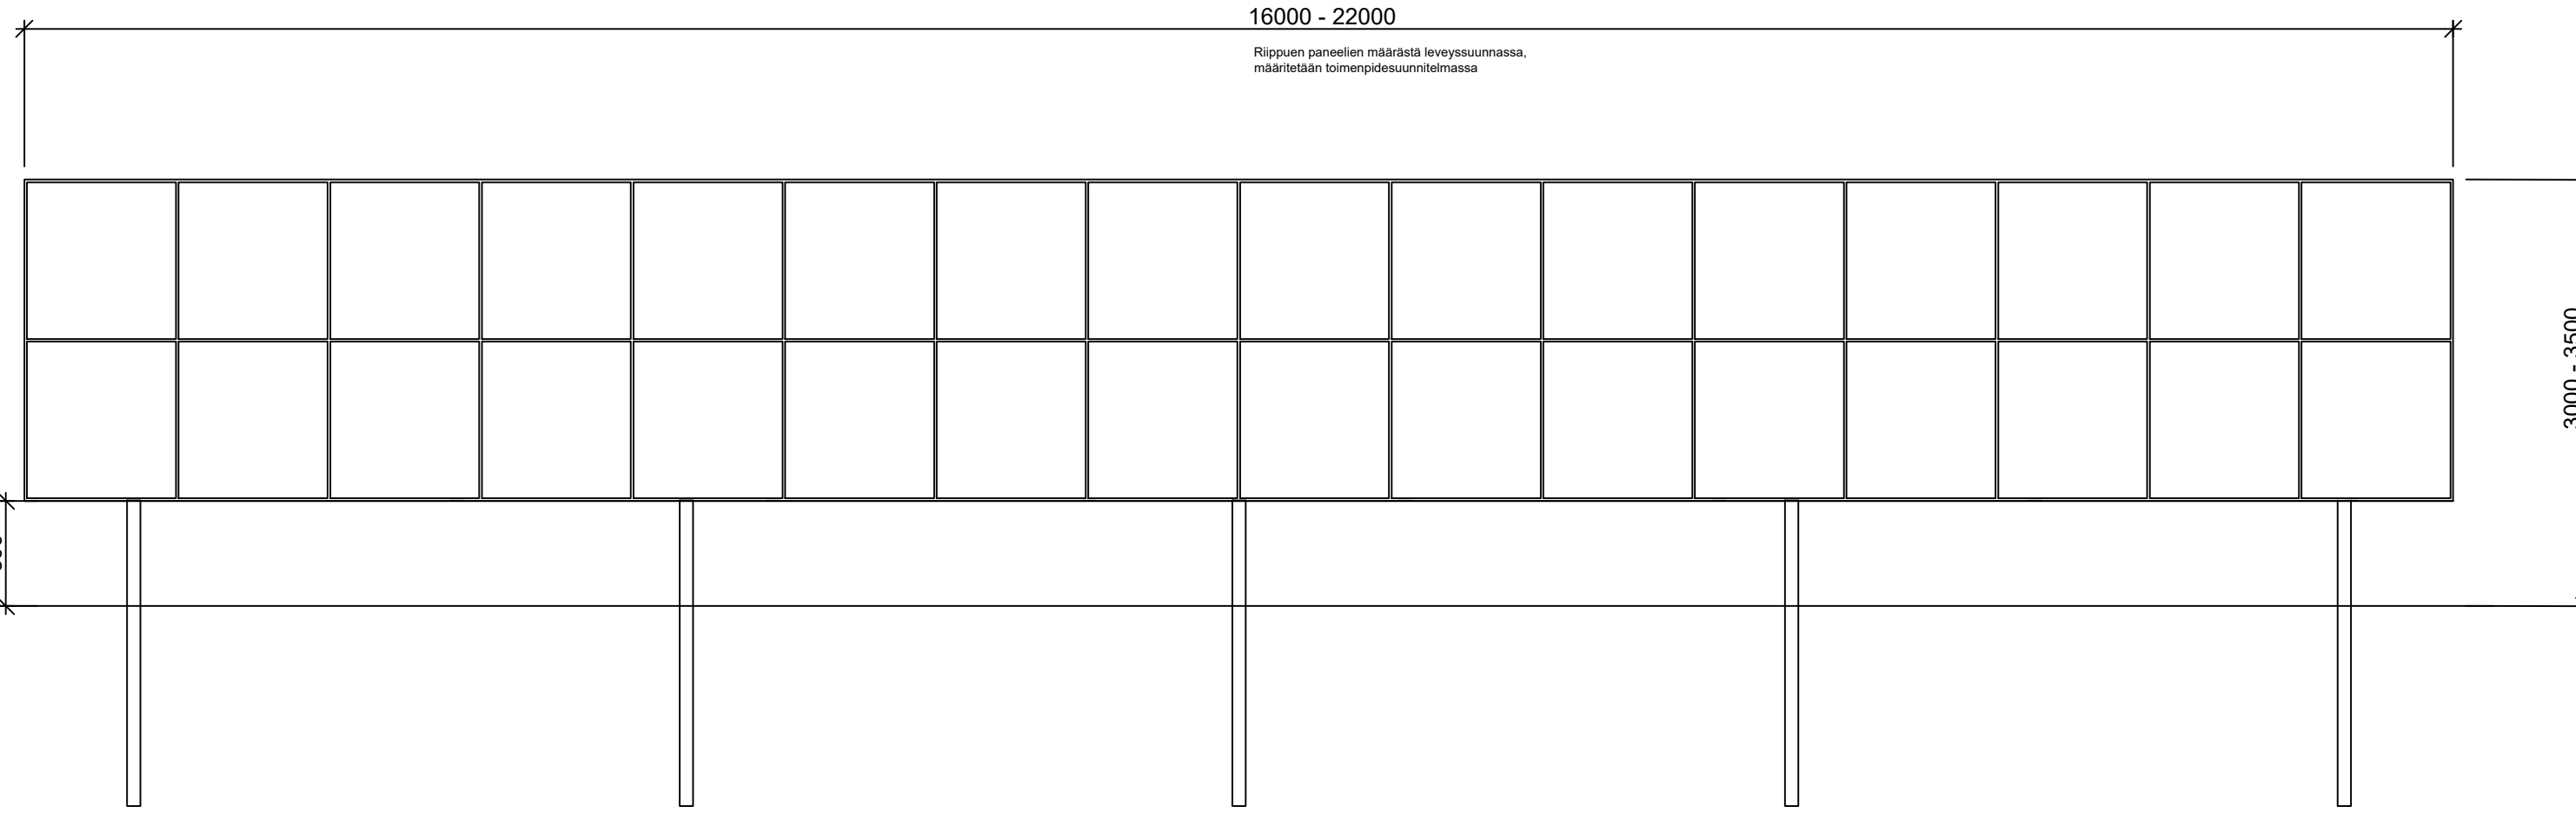 16000 - 22000
Riippuen paneelien määrästä leveyssuunnassa,
määritetään toimenpidesuunnitelmassa
3000 - 3500